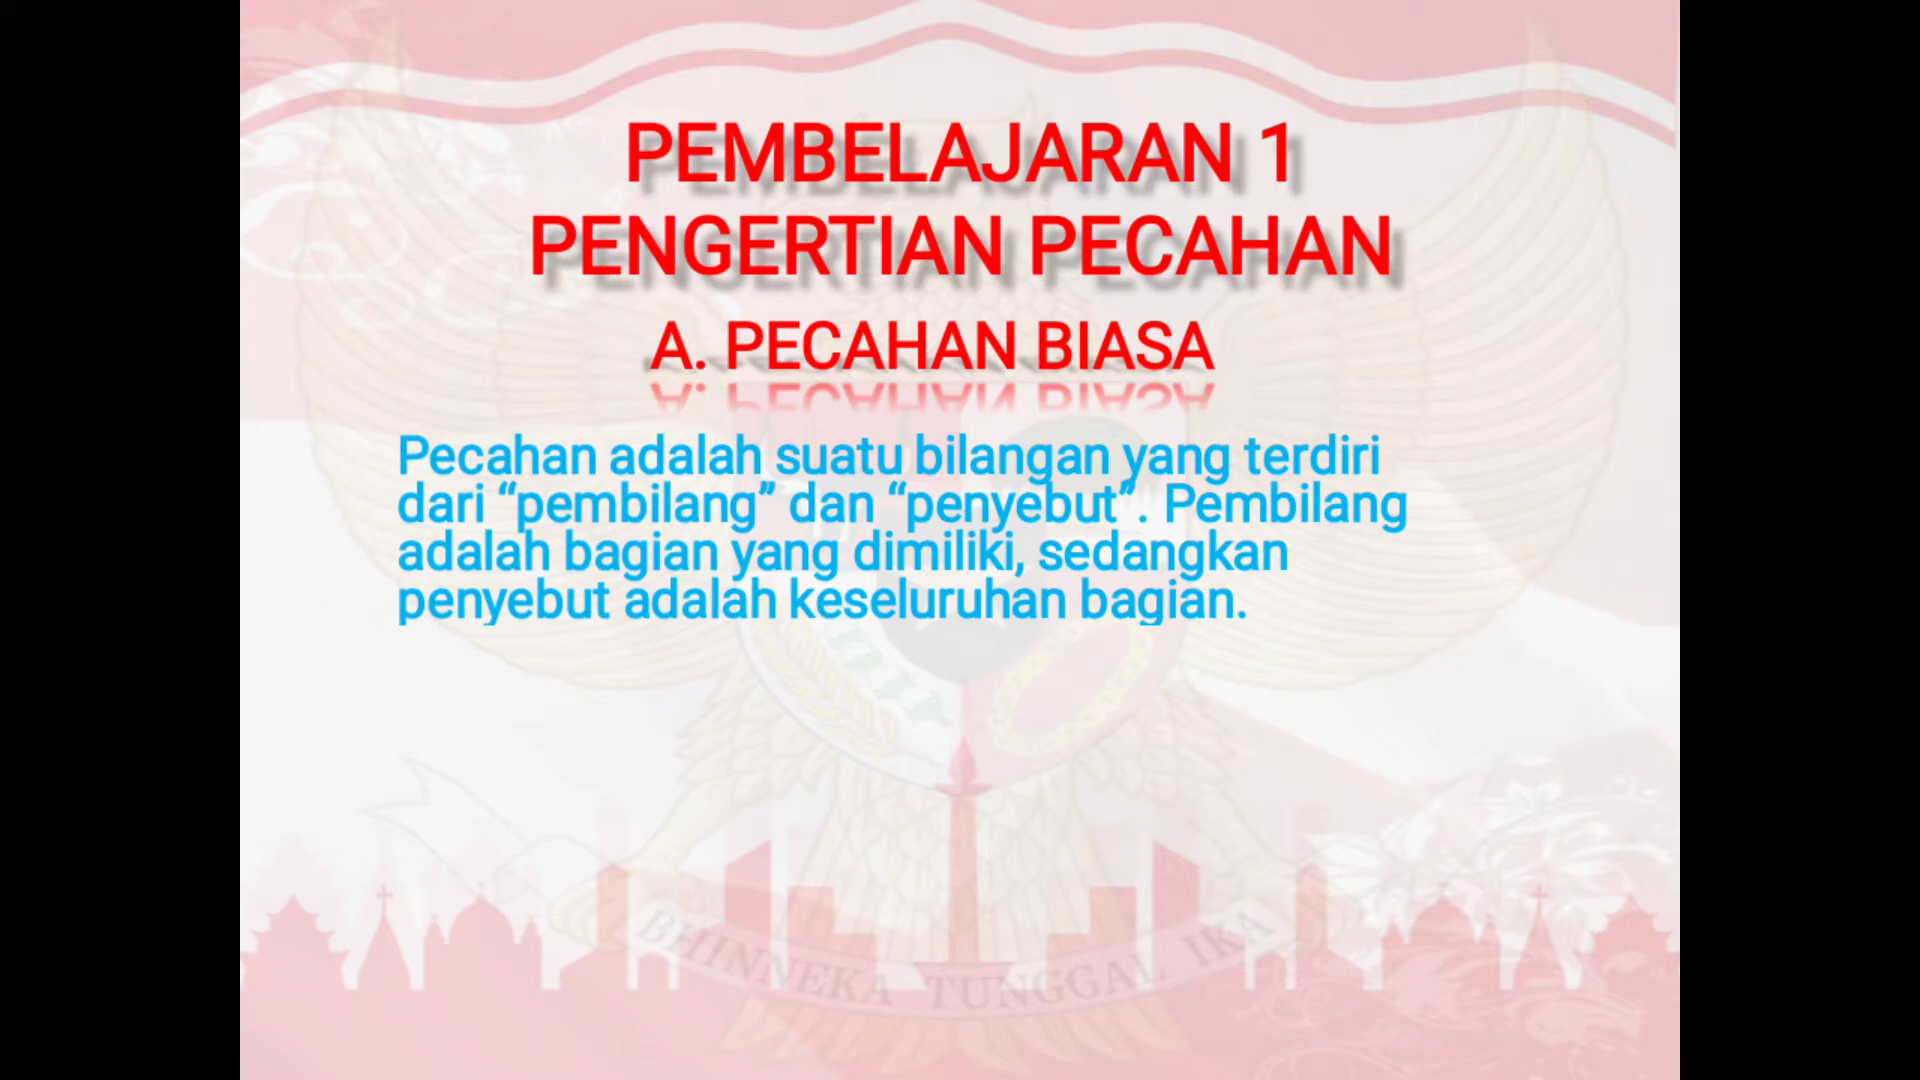 PEMBELAJARAN 1
PENGERTIAN PECAHAN
A. PECAHAN BIASA
Pecahan adalah suatu bilangan yang terdiri
dari “pembilang” dan “penyebut”. Pembilang
adalah bagian yang dimiliki, sedangkan
penyebut adalah keseluruhan bagian.
BHINNEKA TUNGGAL IKA